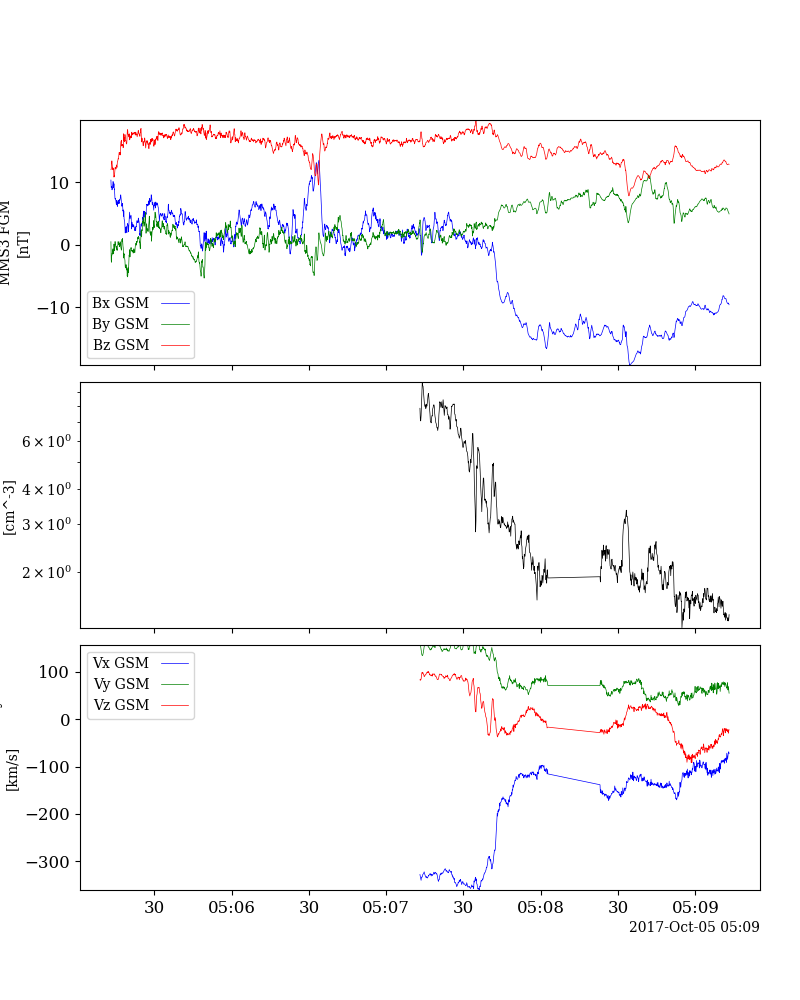 10
0
−10
MMS3 FGM
[nT]
Bx GSM
By GSM
Bz GSM
6 × 10⁰
4 × 10⁰
3 × 10⁰
2 × 10⁰
[cm^-3]
Vx GSM
Vy GSM
Vz GSM
100
0
−100
−200
−300
[km/s]
30 05:06 30 05:07 30 05:08 30 05:09
2017-Oct-05 05:09